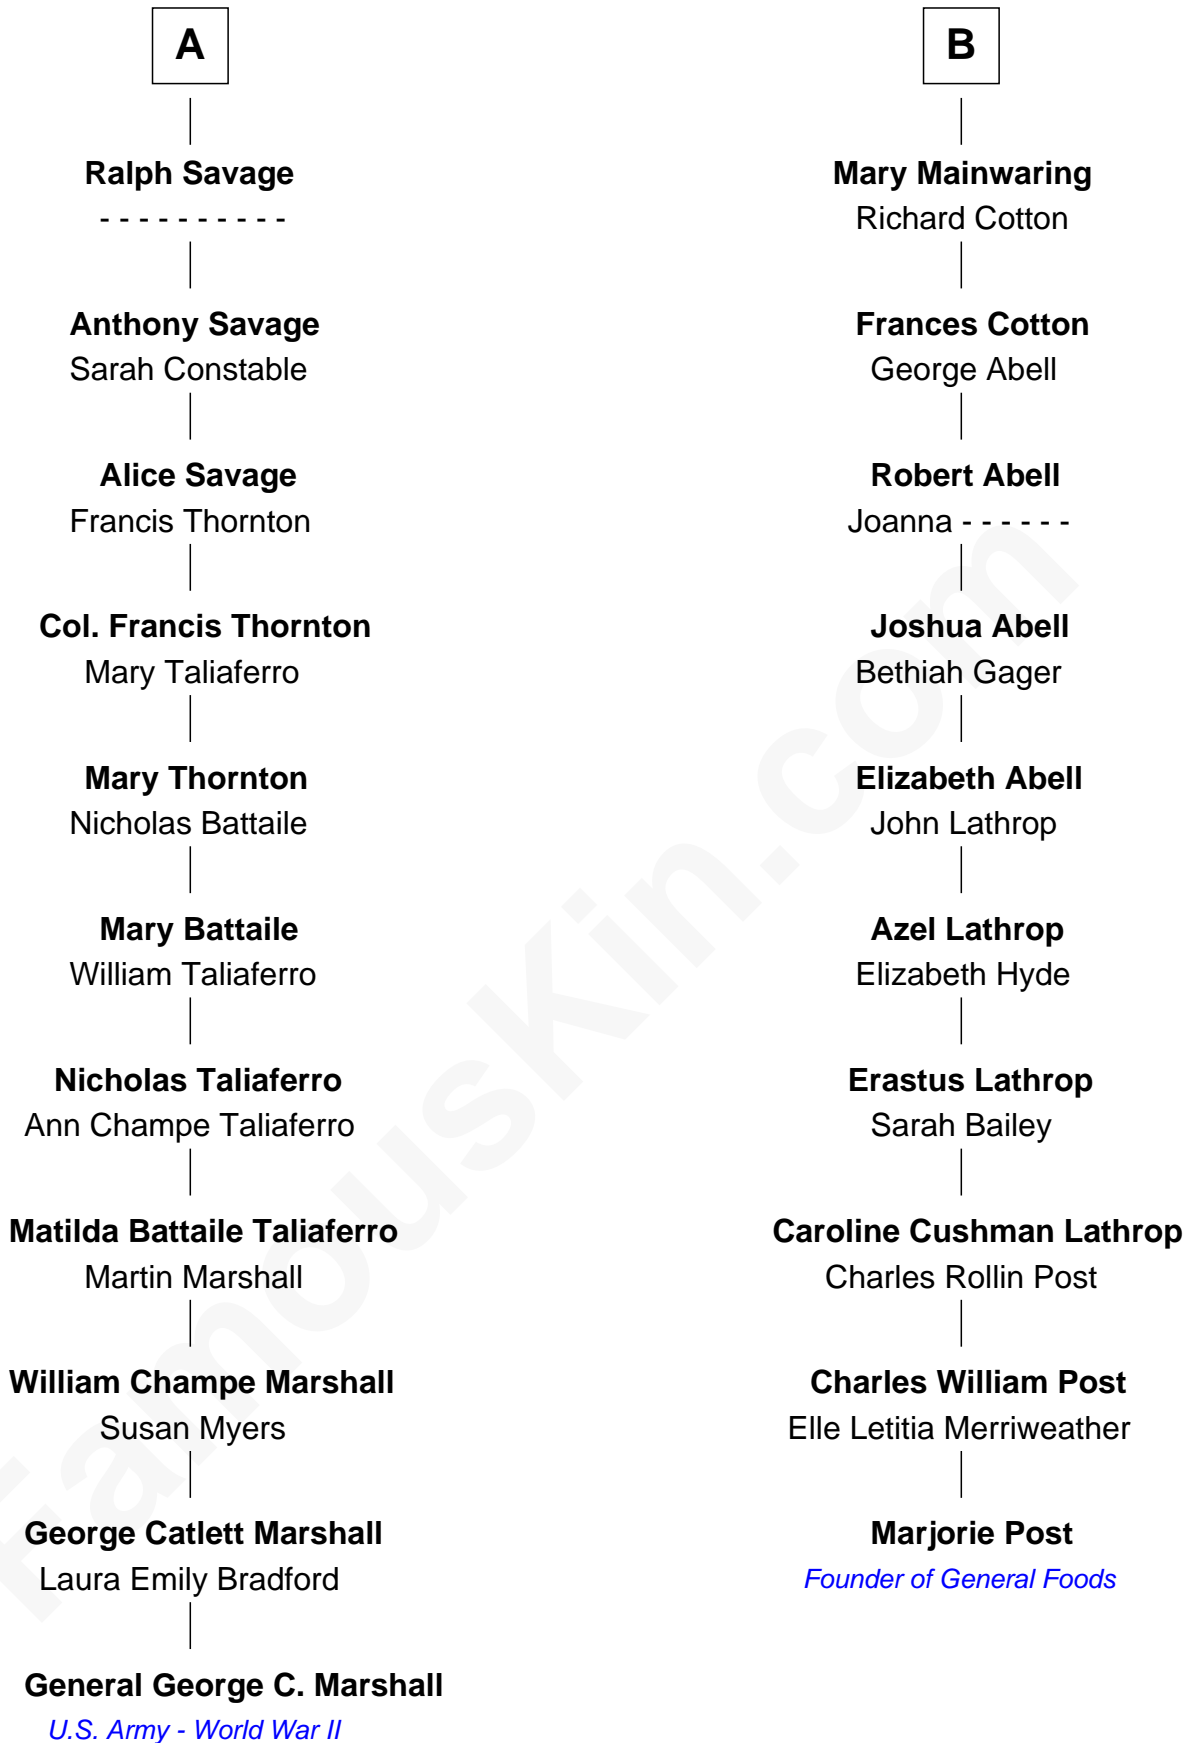 A
Ralph Savage
- - - - - - - - - -
Anthony Savage
Sarah Constable
Alice Savage
Francis Thornton
Col. Francis Thornton
Mary Taliaferro
Mary Thornton
Nicholas Battaile
Mary Battaile
William Taliaferro
Nicholas Taliaferro
Ann Champe Taliaferro
Matilda Battaile Taliaferro
Martin Marshall
William Champe Marshall
Susan Myers
George Catlett Marshall
Laura Emily Bradford
General George C. Marshall
U.S. Army - World War II
B
Mary Mainwaring
Richard Cotton
Frances Cotton
George Abell
Robert Abell
Joanna - - - - - -
Joshua Abell
Bethiah Gager
Elizabeth Abell
John Lathrop
Azel Lathrop
Elizabeth Hyde
Erastus Lathrop
Sarah Bailey
Caroline Cushman Lathrop
Charles Rollin Post
Charles William Post
Elle Letitia Merriweather
Marjorie Post
Founder of General Foods
FamousKin.com